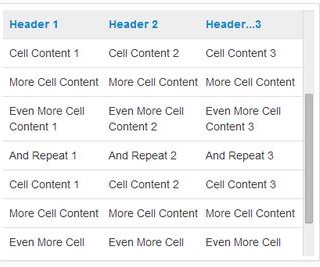 Header 1 Header 2 Header...3
Cell Content 1 Cell Content 2 Cell Content 3
More Cell Content More Cell Content More Cell Content
Even More Cell Even More Cell Even More Cell
Content 1 Content 2 Content 3
And Repeat 1 And Repeat 2 And Repeat 3
Cell Content 1 Cell Content 2 Cell Content 3
More Cell Content More Cell Content More Cell Content
Even More Cell Even More Cell Even More Cell